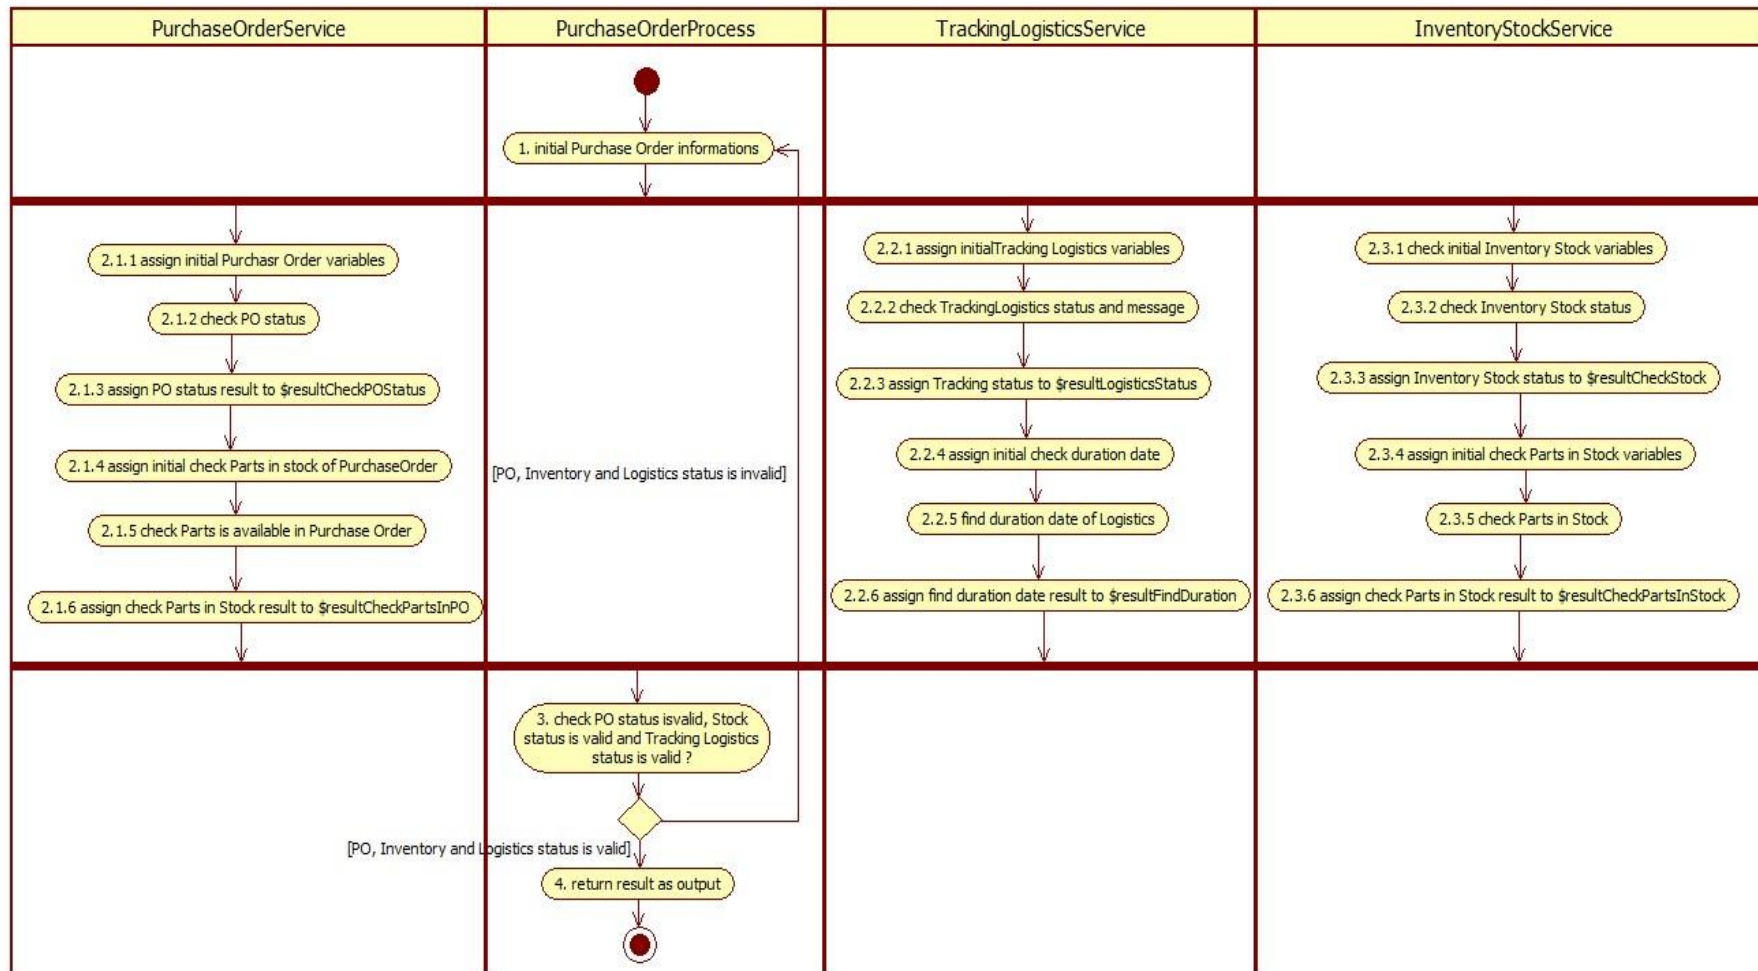 PurchaseOrderService
PurchaseOrderProcess
TrackingLogisticsService
InventoryStockService
1. initial Purchase Order informations
2.1.1 assign initial Purchasr Order variables
2.1.2 check PO status
2.1.3 assign PO status result to $resultCheckPOStatus
2.1.4 assign initial check Parts in stock of PurchaseOrder
2.1.5 check Parts is available in Purchase Order
2.1.6 assign check Parts in Stock result to $resultCheckPartsInPO
[PO, Inventory and Logistics status is invalid]
2.2.1 assign initialTracking Logistics variables
2.2.2 check TrackingLogistics status and message
2.2.3 assign Tracking status to $resultLogisticsStatus
2.2.4 assign initial check duration date
2.2.5 find duration date of Logistics
2.2.6 assign find duration date result to $resultFindDuration
2.3.1 check initial Inventory Stock variables
2.3.2 check Inventory Stock status
2.3.3 assign Inventory Stock status to $resultCheckStock
2.3.4 assign initial check Parts in Stock variables
2.3.5 check Parts in Stock
2.3.6 assign check Parts in Stock result to $resultCheckPartsInStock
3. check PO status isvalid, Stock
status is valid and Tracking Logistics
status is valid ?
[PO, Inventory and Logistics status is valid]
4. return result as output